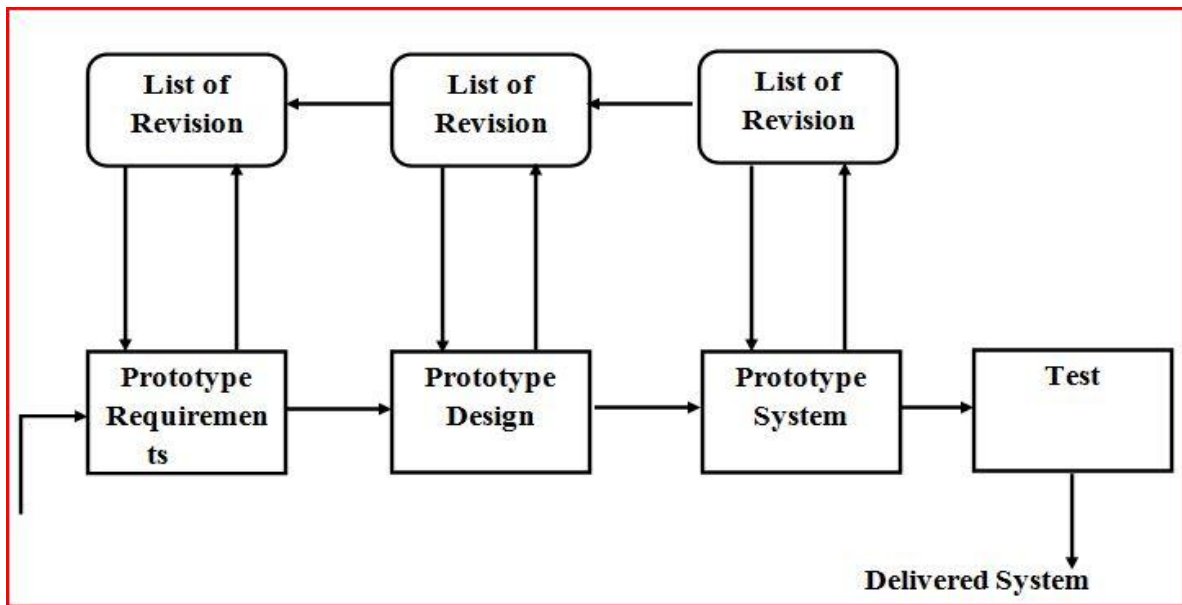 List of
Revision
List of
Revision
List of
Revision
Prototype
Requiremen
ts
Prototype
Design
Prototype
System
Test
Delivered System